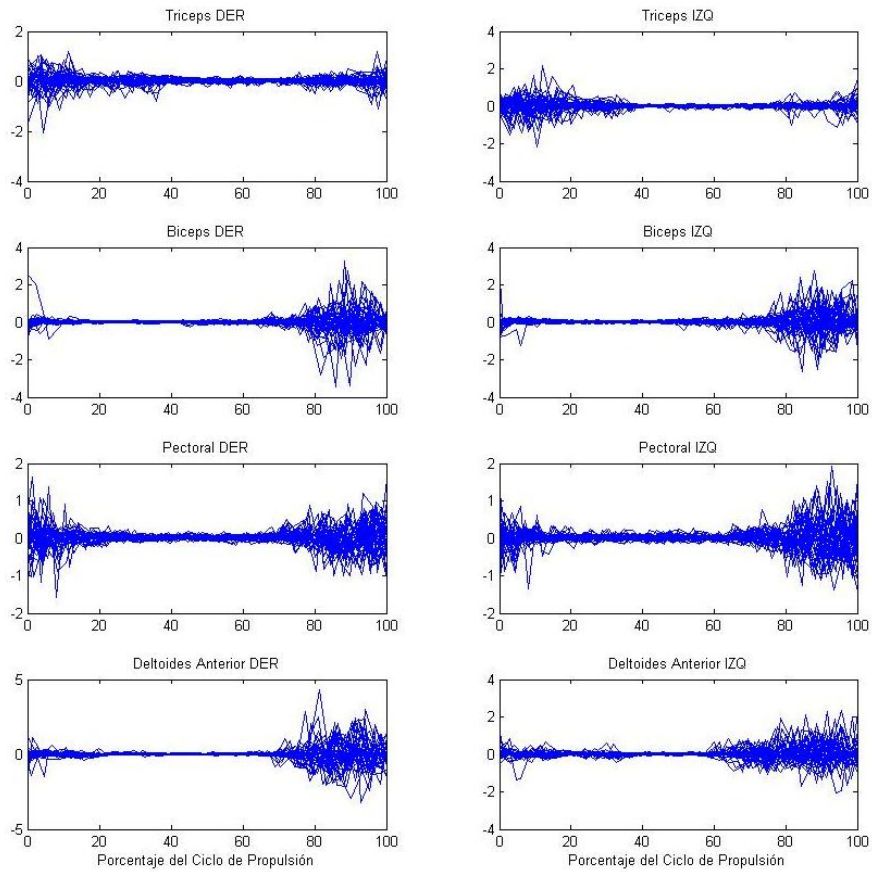 Triceps DER
2
0
-2
-4
0 20 40 60 80 100
Triceps IZQ
4
2
0
-2
-4
0 20 40 60 80 100
Biceps DER
4
2
0
-2
-4
0 20 40 60 80 100
Biceps IZQ
4
2
0
-2
-4
0 20 40 60 80 100
Pectoral DER
2
1
0
-1
-2
0 20 40 60 80 100
Pectoral IZQ
2
1
0
-1
-2
0 20 40 60 80 100
Deltoides Anterior DER
5
0
-5
0 20 40 60 80 100
Porcentaje del Ciclo de Propulsión
Deltoides Anterior IZQ
4
2
0
-2
-4
0 20 40 60 80 100
Porcentaje del Ciclo de Propulsión